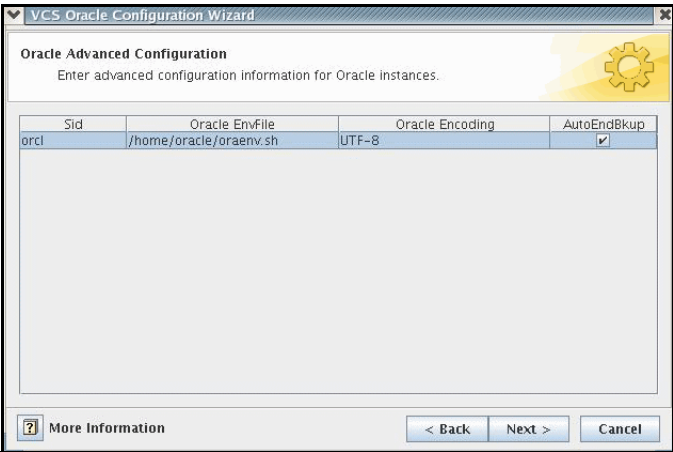 VCS Oracle Configuration Wizard
Oracle Advanced Configuration
Enter advanced configuration information for Oracle instances.
Sid Oracle EnvFile Oracle Encoding AutoEndBkup
orcl /home/oracle/oraenv.sh UTF-8
? More Information < Back Next > Cancel